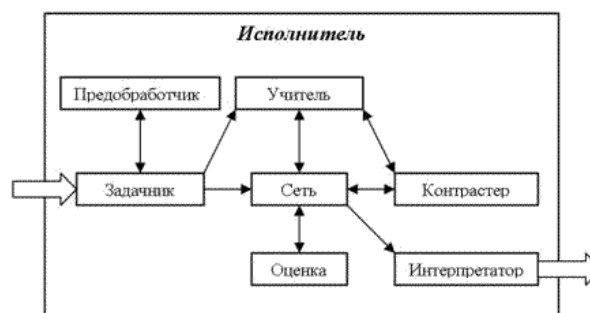 Исполнитель
Предобработчик
Учитель
Задачник
Сеть
Контрастер
Оценка
Интерпретатор